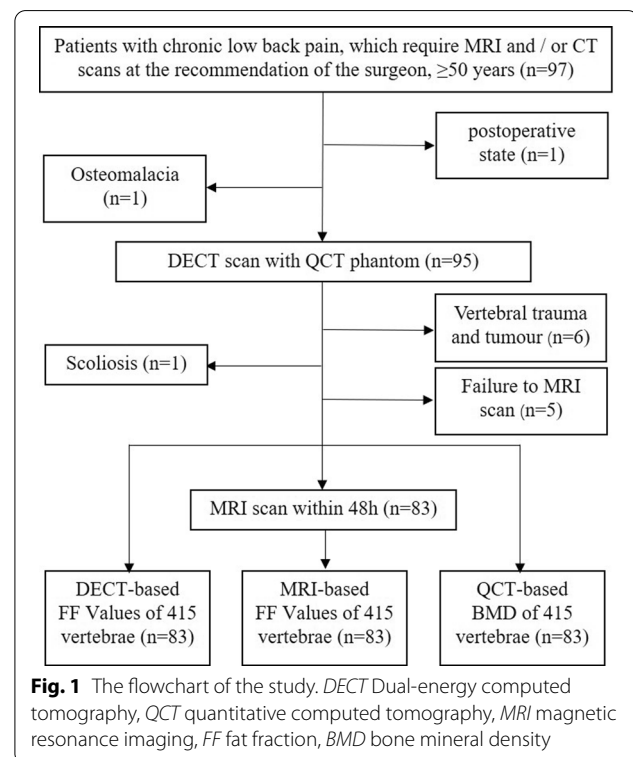 Patients with chronic low back pain, which require MRI and / or CT
scans at the recommendation of the surgeon, ≥50 years (n=97)
postoperative
state (n=1)
Osteomalacia
(n=1)
DECT scan with QCT phantom (n=95)
Vertebral trauma
and tumour (n=6)
Scoliosis (n=1)
Failure to MRI
scan (n=5)
MRI scan within 48h (n=83)
DECT-based
FF Values of 415
vertebrae (n=83)
MRI-based
FF Values of 415
vertebrae (n=83)
QCT-based
BMD of 415
vertebrae (n=83)
Fig. 1 The flowchart of the study. DECT Dual-energy computed
tomography, QCT quantitative computed tomography, MRI magnetic
resonance imaging, FF fat fraction, BMD bone mineral density